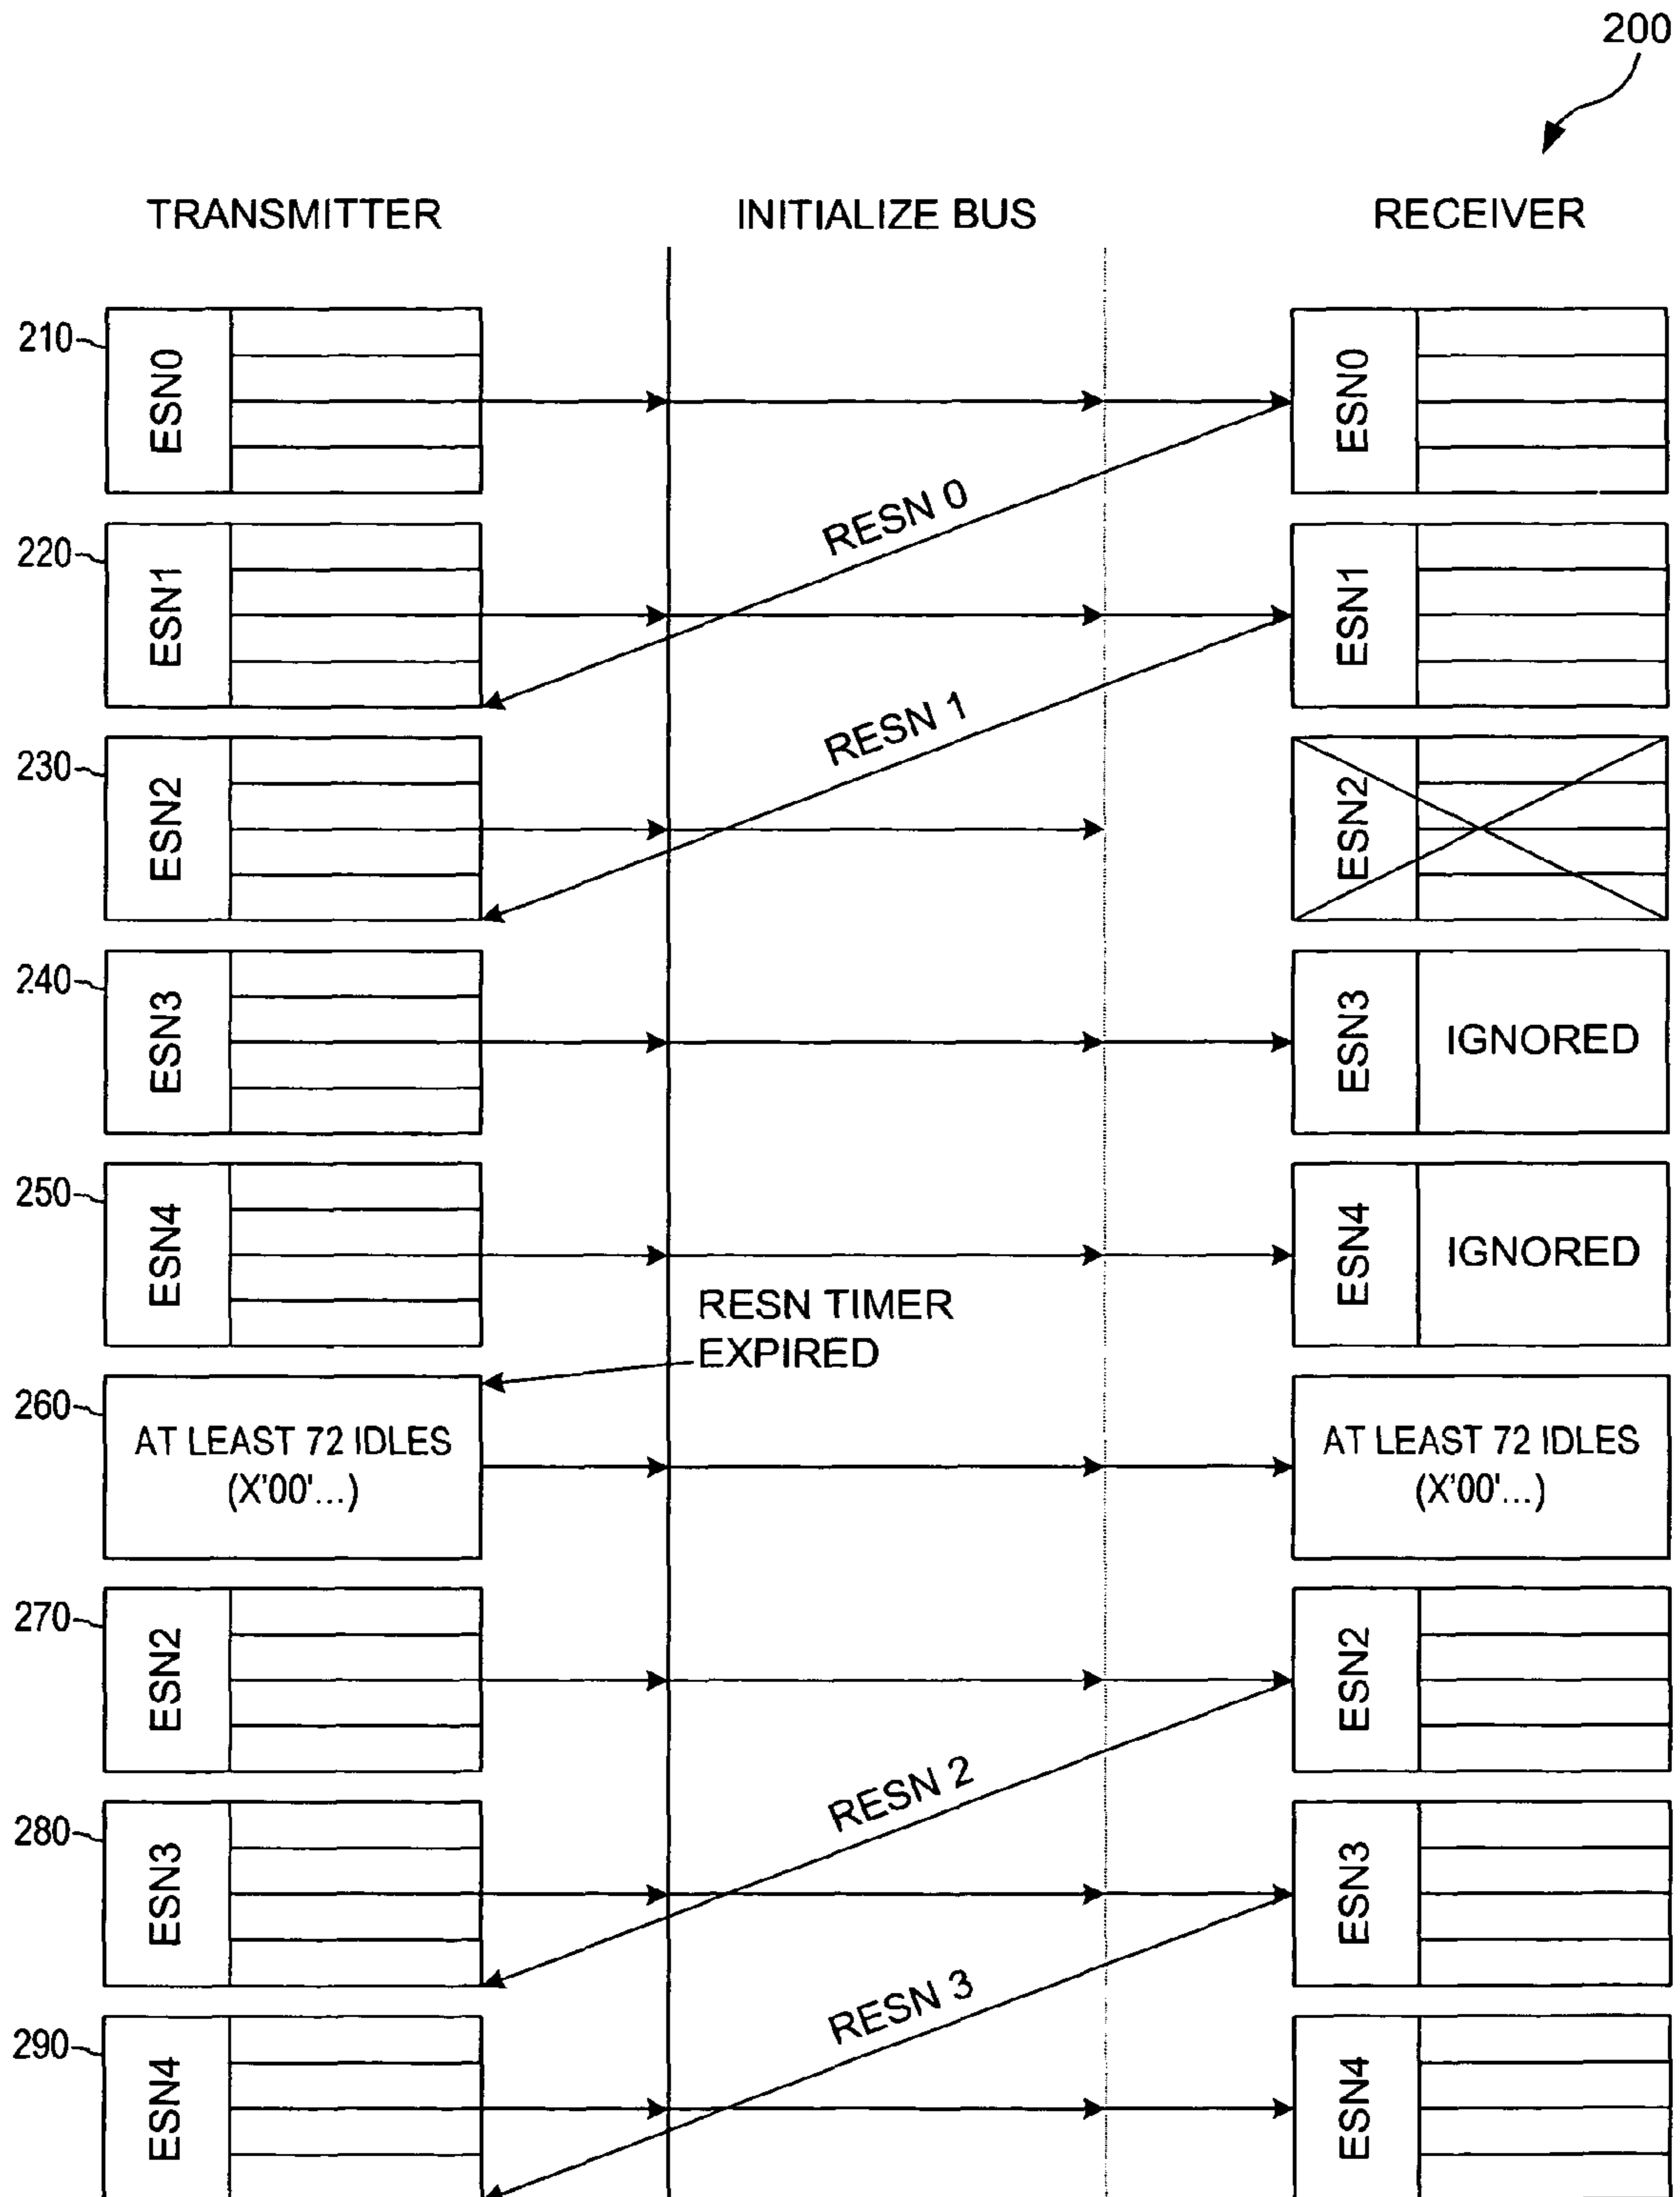 200
TRANSMITTER INITIALIZE BUS RECEIVER
210 ESN0 ESN0
RESN 0
220 ESN1 ESN1
RESN 1
230 ESN2 ESN2
240 ESN3 ESN3 IGNORED
250 ESN4 ESN4 IGNORED
RESN TIMER
EXPIRED
260 AT LEAST 72 IDLES
(X'00'...)
AT LEAST 72 IDLES
(X'00'...)
270 ESN2 ESN2
RESN 2
280 ESN3 ESN3
RESN 3
290 ESN4 ESN4